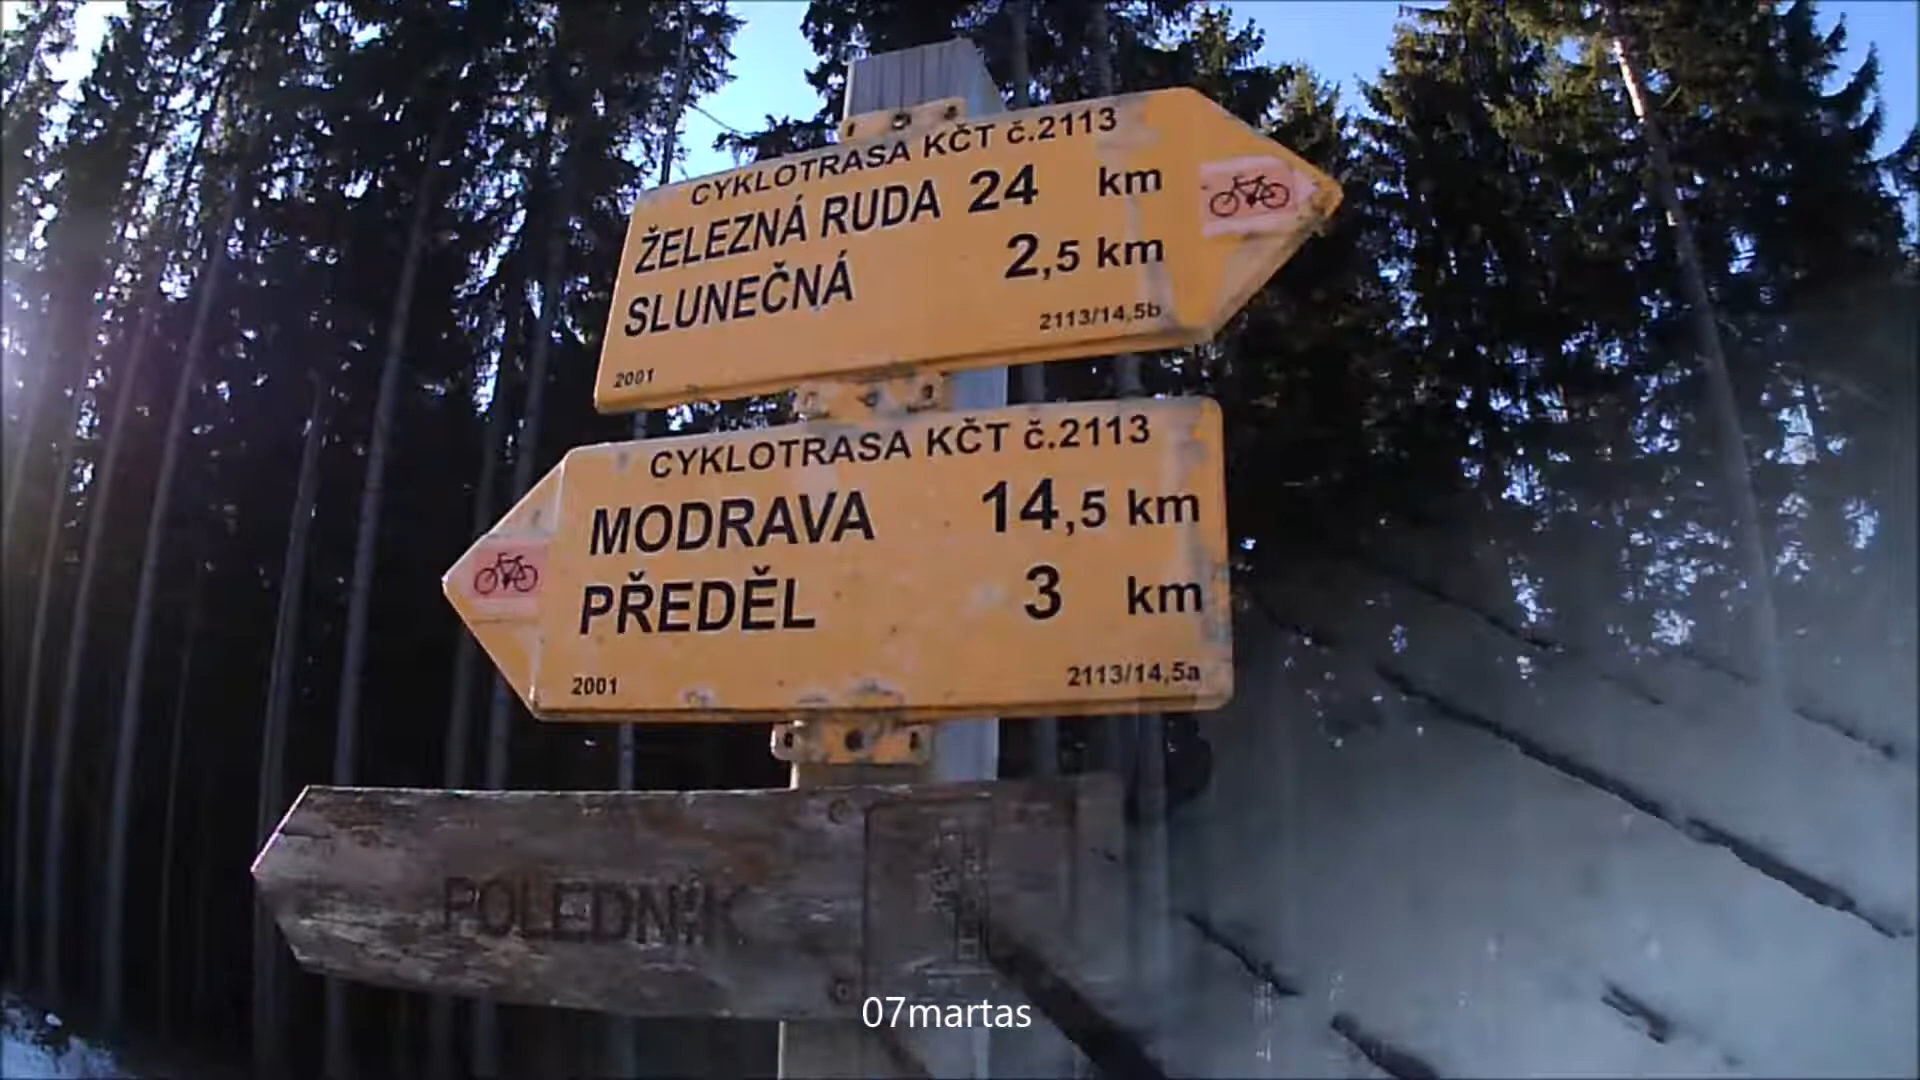 CYKLOTRASA KČT č.2113
ŽELEZNÁ RUDA 24 km
SLUNEČNÁ 2,5 km
2001 2113/14,5b
CYKLOTRASA KČT č.2113
MODRAVA 14,5 km
PŘEDĚL 3 km
2001 2113/14,5a
POLEDNÍK
07martas